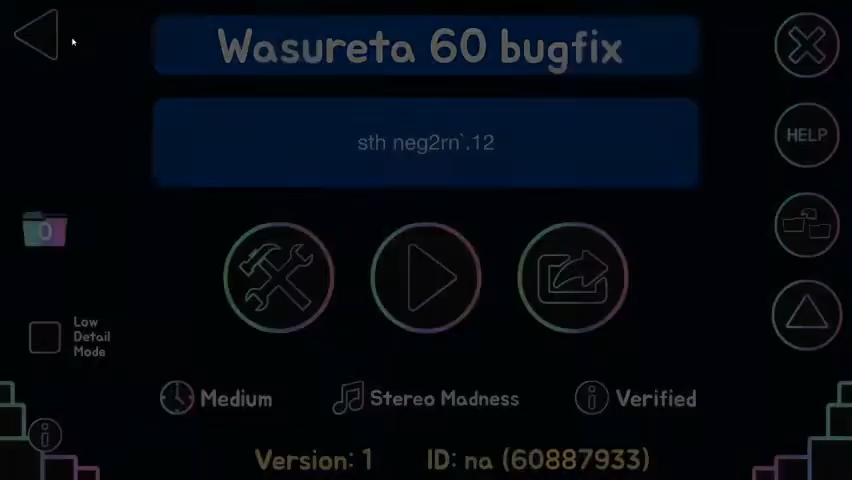 Wasureta 60 bugfix
sth neg2rn`.12
HELP
0
Low
Detail
Mode
Medium
Stereo Madness
Verified
Version: 1
ID: na (60887933)